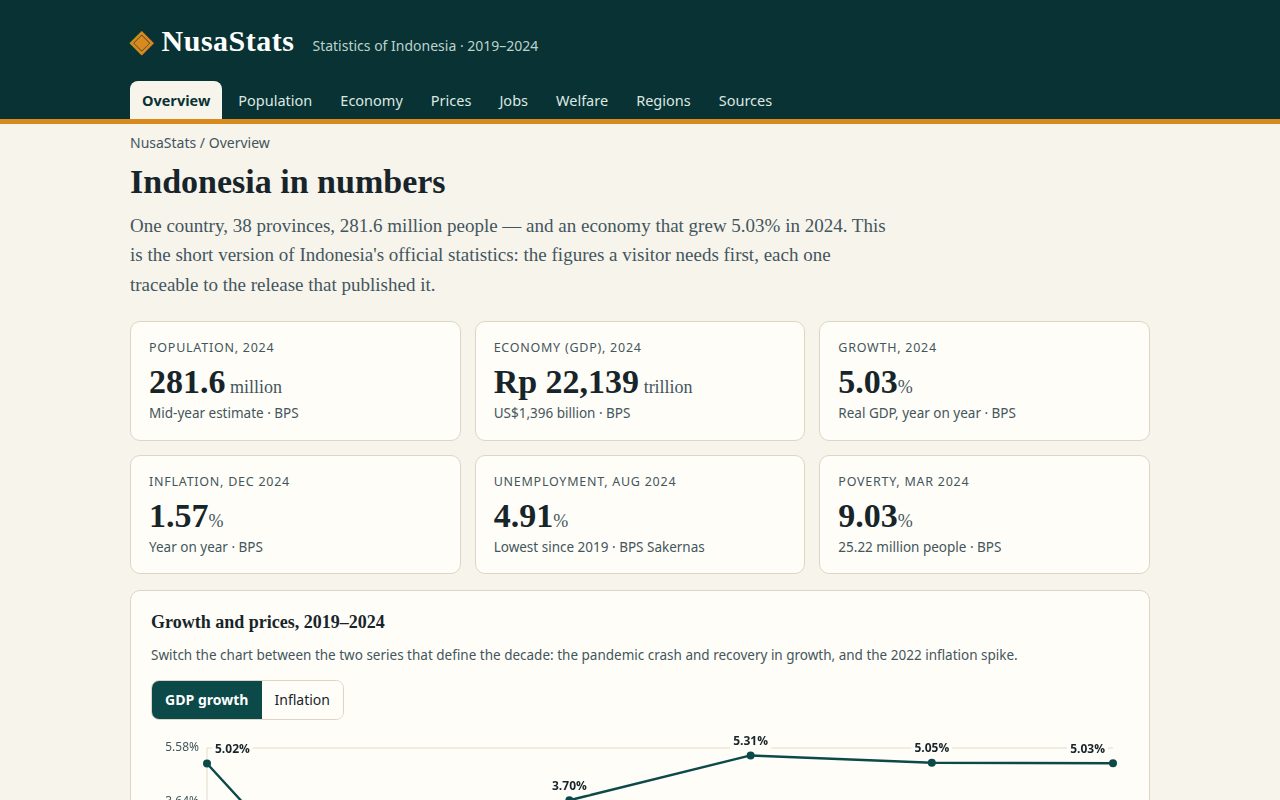 NusaStats Statistics of Indonesia · 2019–2024
Overview Population Economy Prices Jobs Welfare Regions Sources
NusaStats / Overview
Indonesia in numbers
One country, 38 provinces, 281.6 million people — and an economy that grew 5.03% in 2024. This
is the short version of Indonesia's official statistics: the figures a visitor needs first, each one
traceable to the release that published it.
POPULATION, 2024
281.6 million
Mid-year estimate · BPS
ECONOMY (GDP), 2024
Rp 22,139 trillion
US$1,396 billion · BPS
GROWTH, 2024
5.03%
Real GDP, year on year · BPS
INFLATION, DEC 2024
1.57%
Year on year · BPS
UNEMPLOYMENT, AUG 2024
4.91%
Lowest since 2019 · BPS Sakernas
POVERTY, MAR 2024
9.03%
25.22 million people · BPS
Growth and prices, 2019–2024
Switch the chart between the two series that define the decade: the pandemic crash and recovery in growth, and the 2022 inflation spike.
GDP growth Inflation
5.58% 5.02% 5.31% 5.05% 5.03%
3.70%
3.64%